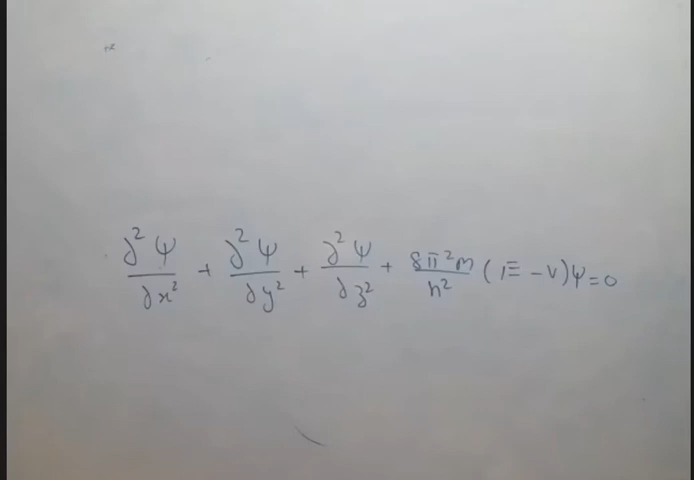 ∂²ψ/∂x² + ∂²ψ/∂y² + ∂²ψ/∂z² + 8π²m/h² (E - V)ψ = 0